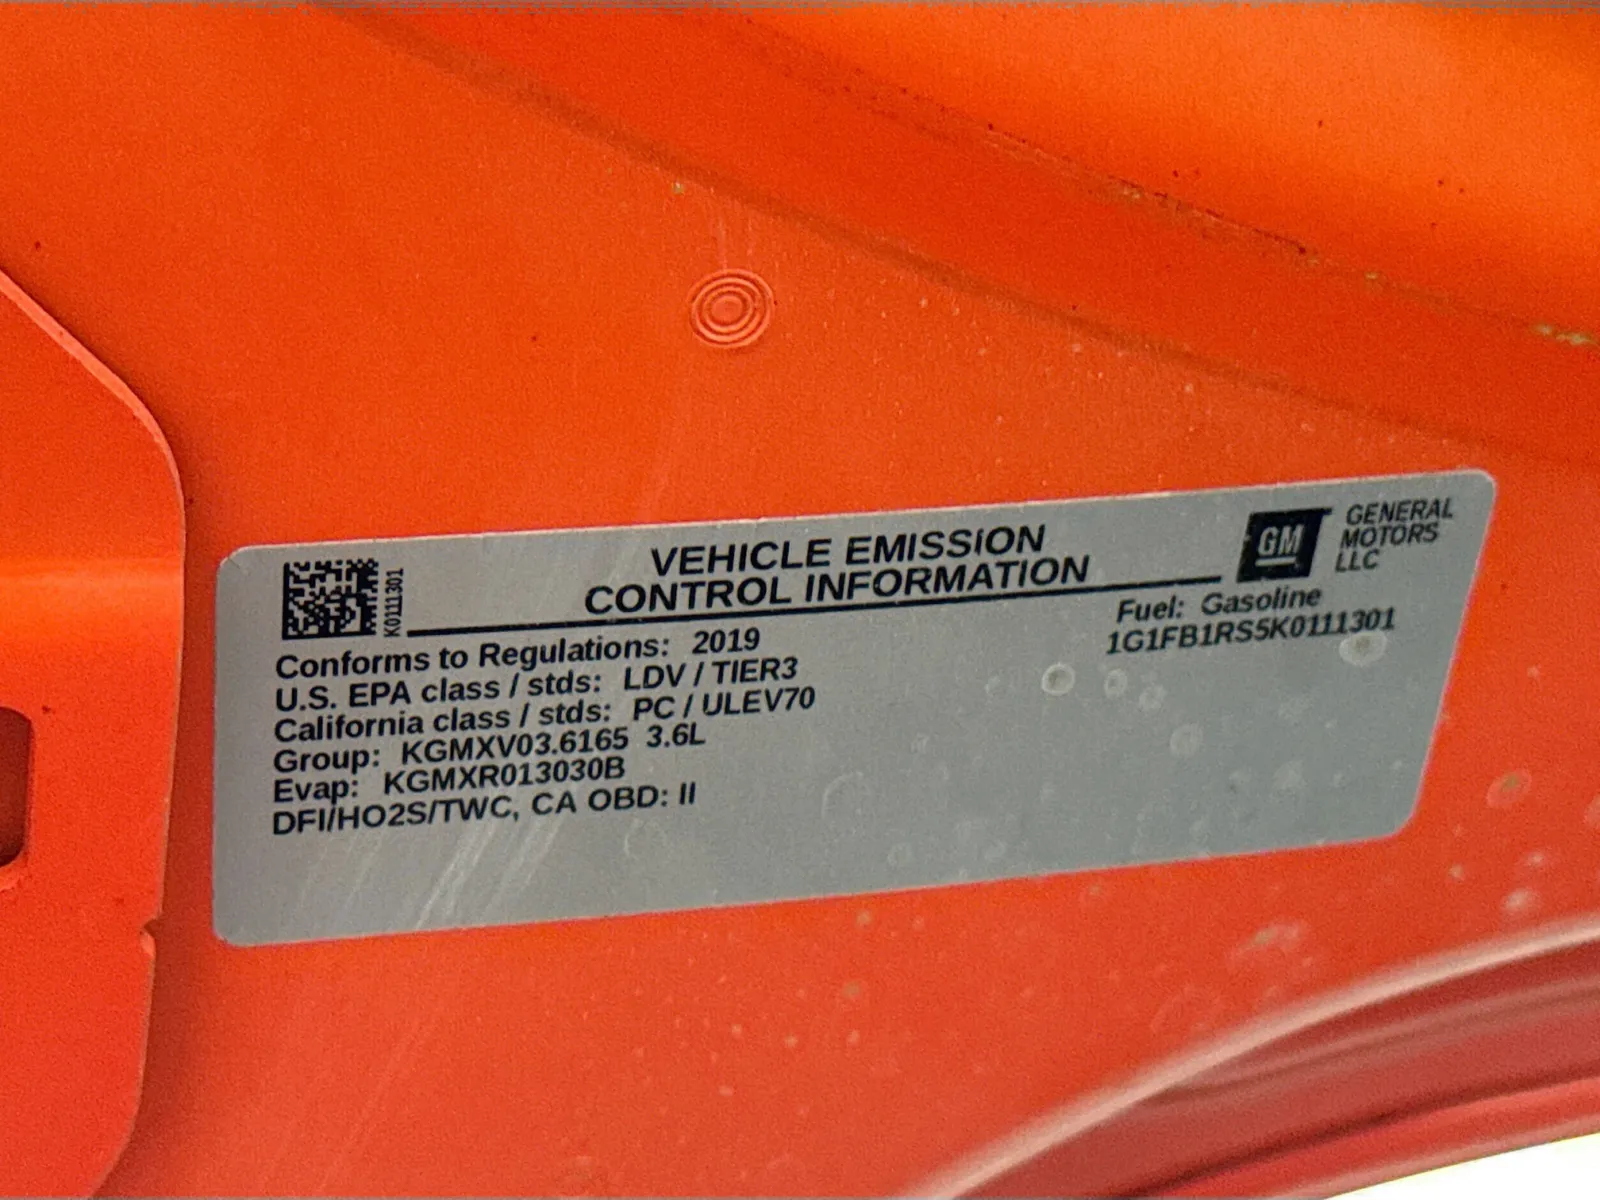 K0111301
VEHICLE EMISSION
CONTROL INFORMATION
GM
GENERAL
MOTORS
LLC
Fuel: Gasoline
1G1FB1RS5K0111301
Conforms to Regulations: 2019
U.S. EPA class / stds: LDV / TIER3
California class / stds: PC / ULEV70
Group: KGMXV03.6165 3.6L
Evap: KGMXR013030B
DFI/HO2S/TWC, CA OBD: II